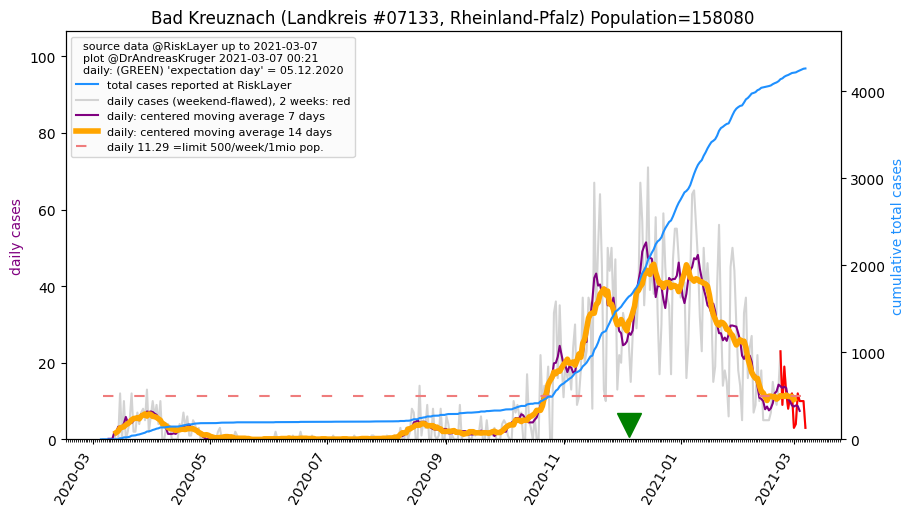 Bad Kreuznach (Landkreis #07133, Rheinland-Pfalz) Population=158080
source data @RiskLayer up to 2021-03-07
plot @DrAndreasKruger 2021-03-07 00:21
daily: (GREEN) 'expectation day' = 05.12.2020
total cases reported at RiskLayer
daily cases (weekend-flawed), 2 weeks: red
daily: centered moving average 7 days
daily: centered moving average 14 days
daily 11.29 =limit 500/week/1mio pop.
daily cases
100
80
60
40
20
0
cumulative total cases
4000
3000
2000
1000
0
2020-03
2020-05
2020-07
2020-09
2020-11
2021-01
2021-03